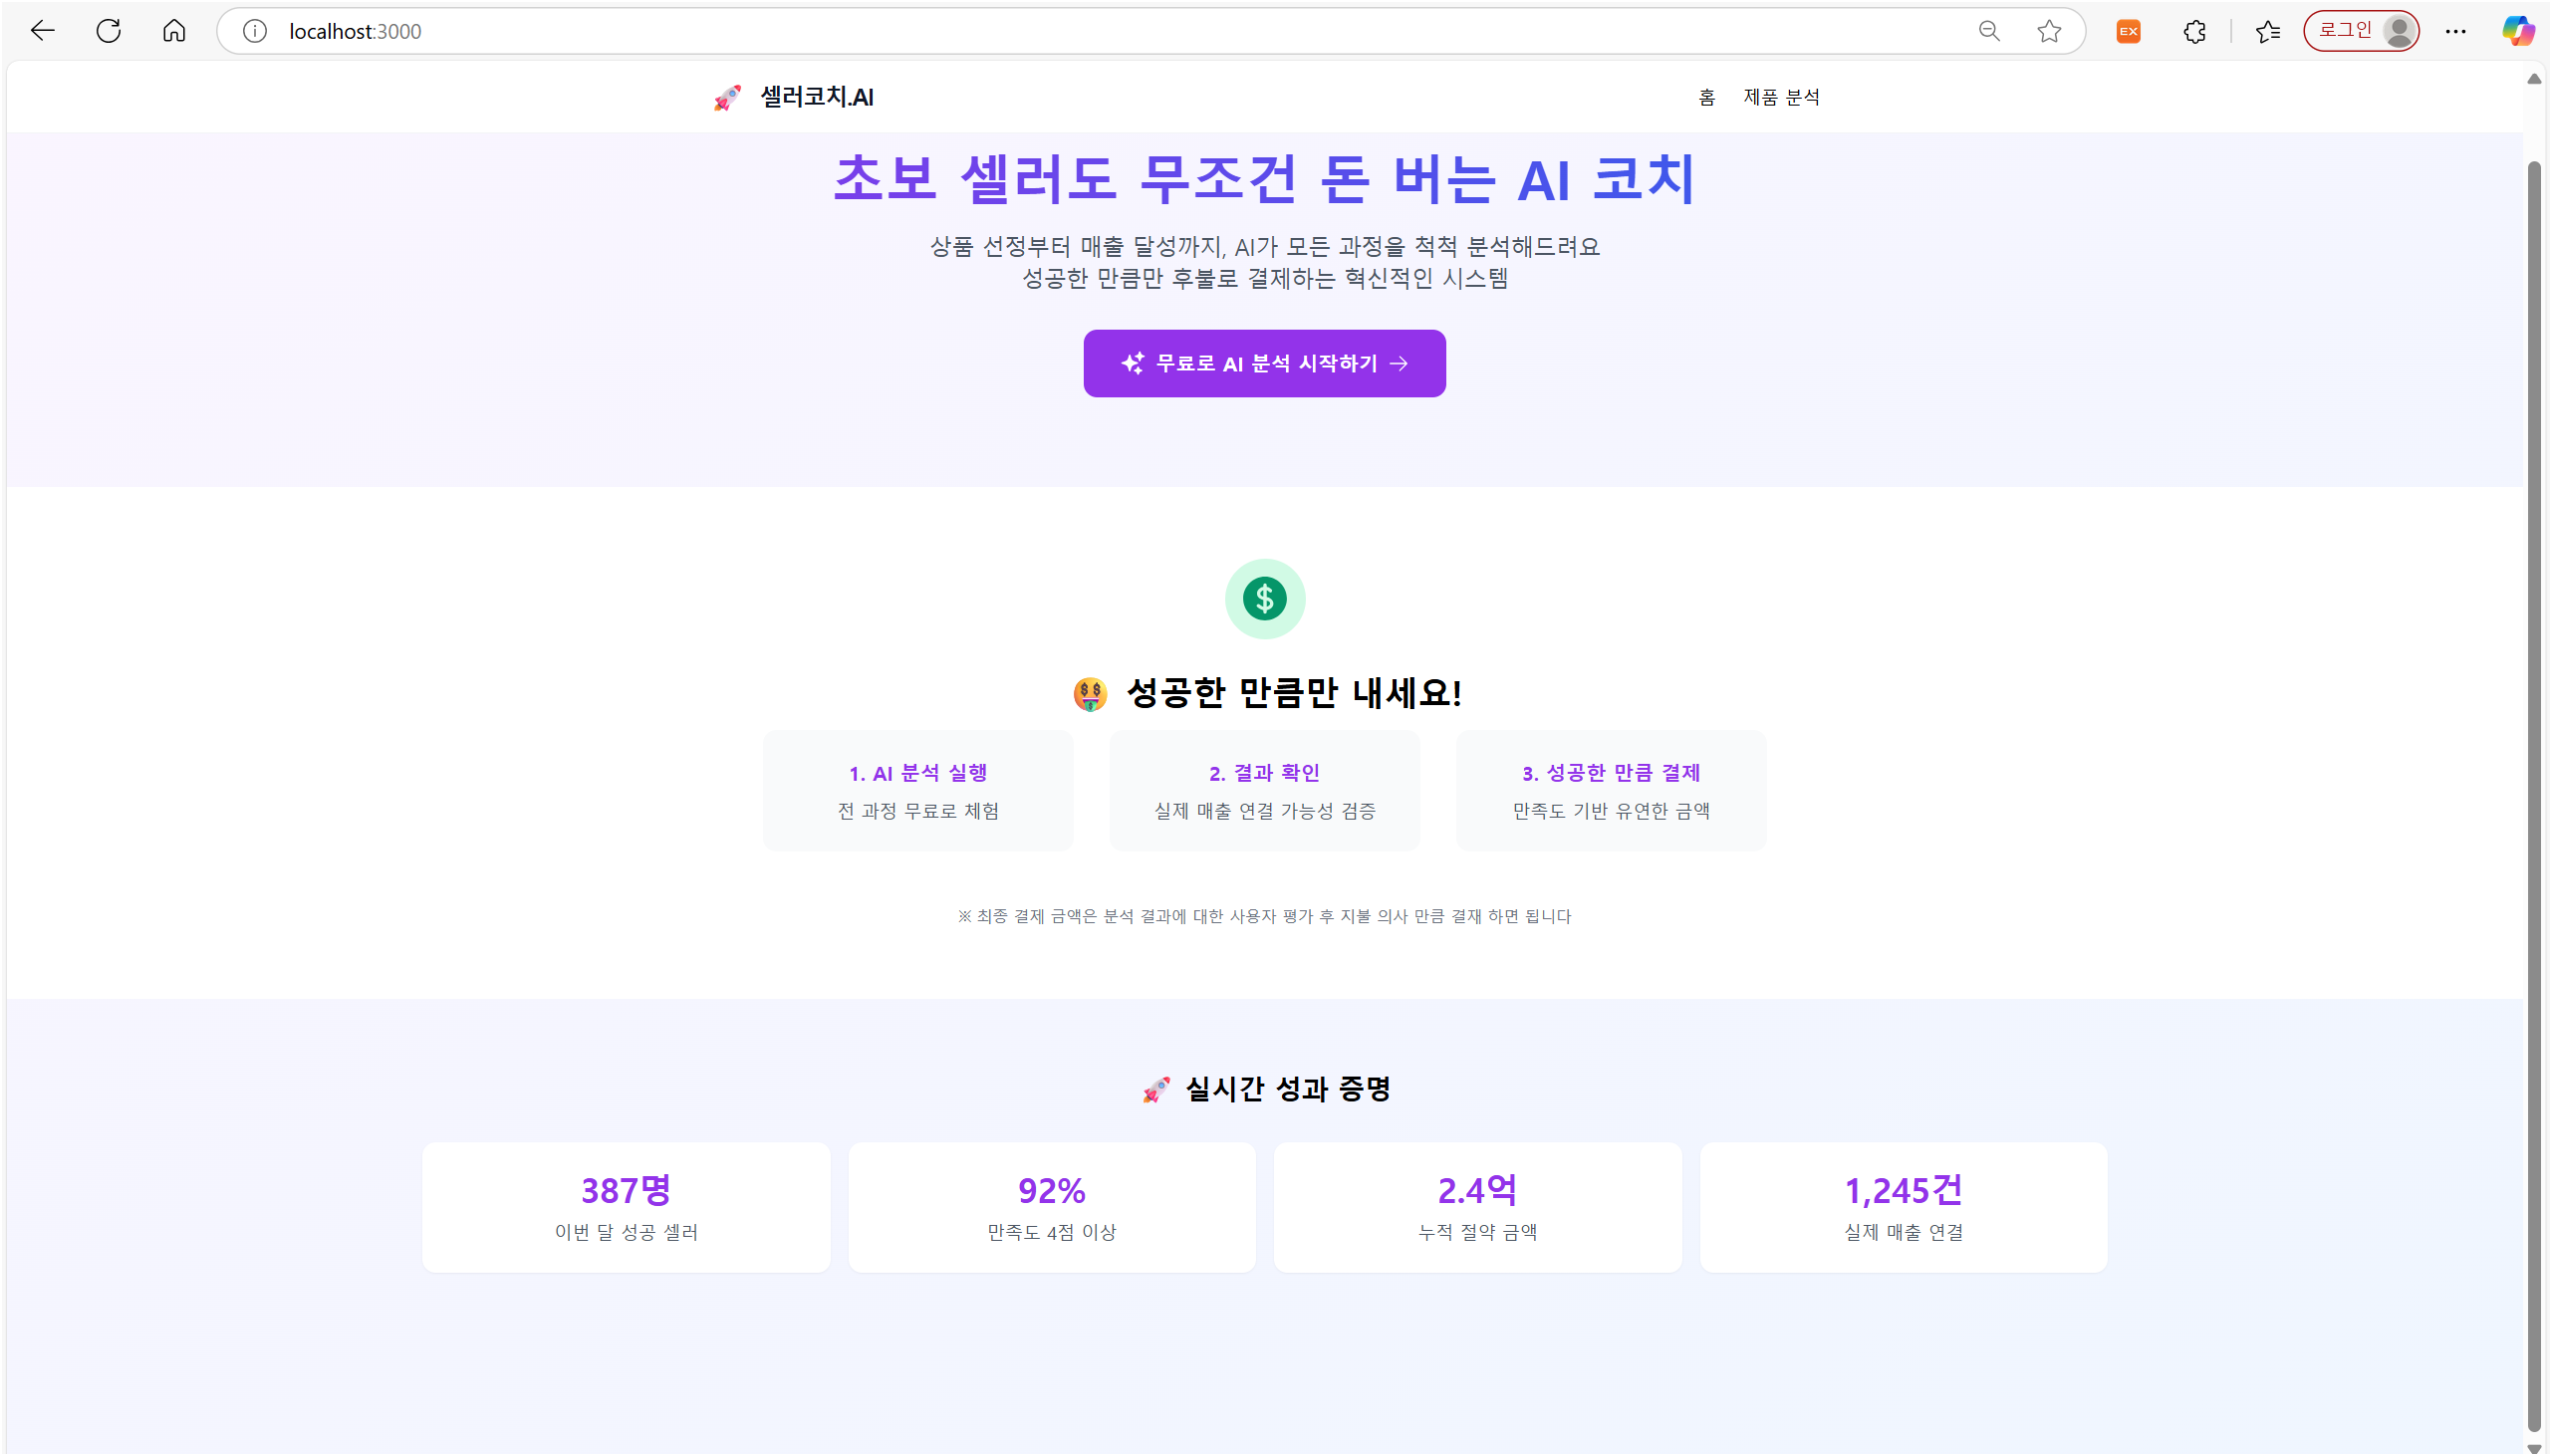 localhost:3000
EX
로그인
셀러코치.AI
홈 제품 분석
초보 셀러도 무조건 돈 버는 AI 코치
상품 선정부터 매출 달성까지, AI가 모든 과정을 척척 분석해드려요
성공한 만큼만 후불로 결제하는 혁신적인 시스템
무료로 AI 분석 시작하기
성공한 만큼만 내세요!
1. AI 분석 실행
전 과정 무료로 체험
2. 결과 확인
실제 매출 연결 가능성 검증
3. 성공한 만큼 결제
만족도 기반 유연한 금액
※ 최종 결제 금액은 분석 결과에 대한 사용자 평가 후 지불 의사 만큼 결재 하면 됩니다
실시간 성과 증명
387명
이번 달 성공 셀러
92%
만족도 4점 이상
2.4억
누적 절약 금액
1,245건
실제 매출 연결